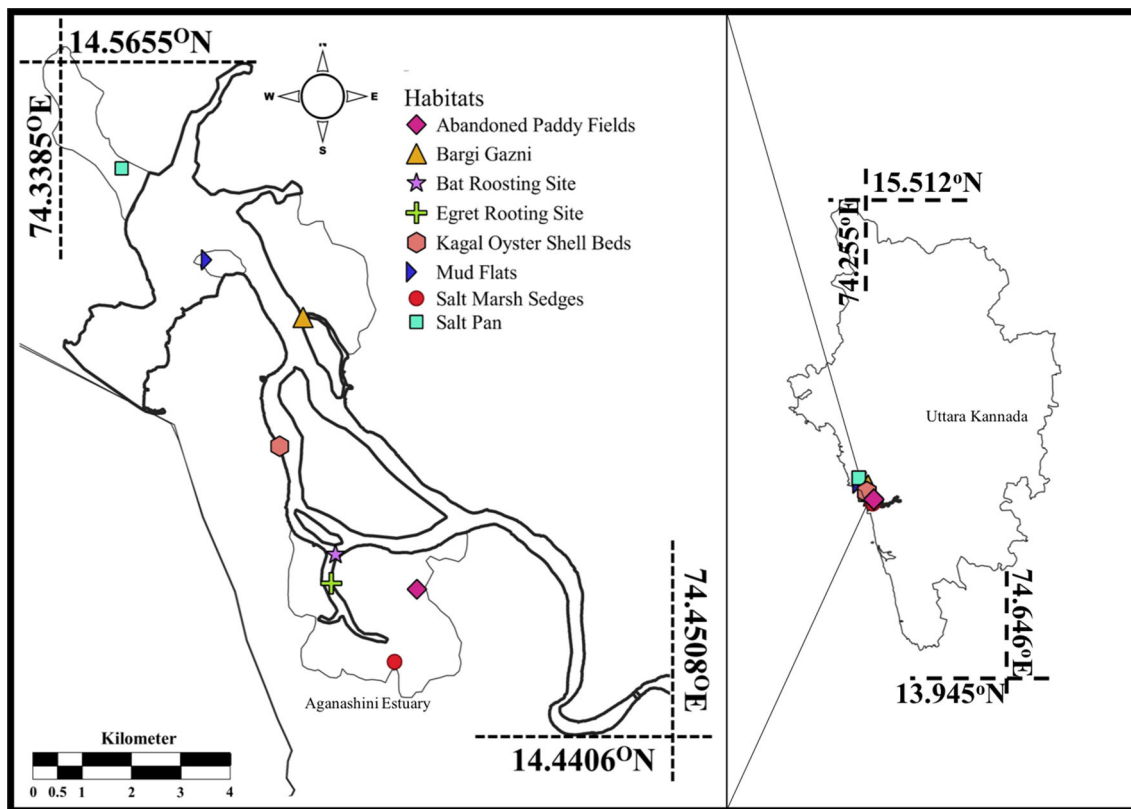 14.5655ᴼN
74.3385ᴼE
N
W
E
S
Habitats
Abandoned Paddy Fields
Bargi Gazni
Bat Roosting Site
Egret Rooting Site
Kagal Oyster Shell Beds
Mud Flats
Salt Marsh Sedges
Salt Pan
Aganashini Estuary
74.4508ᴼE
14.4406ᴼN
Kilometer
0 0.5 1 2 3 4
15.512ᵒN
74.255ᵒE
Uttara Kannada
74.646ᵒE
13.945ᵒN